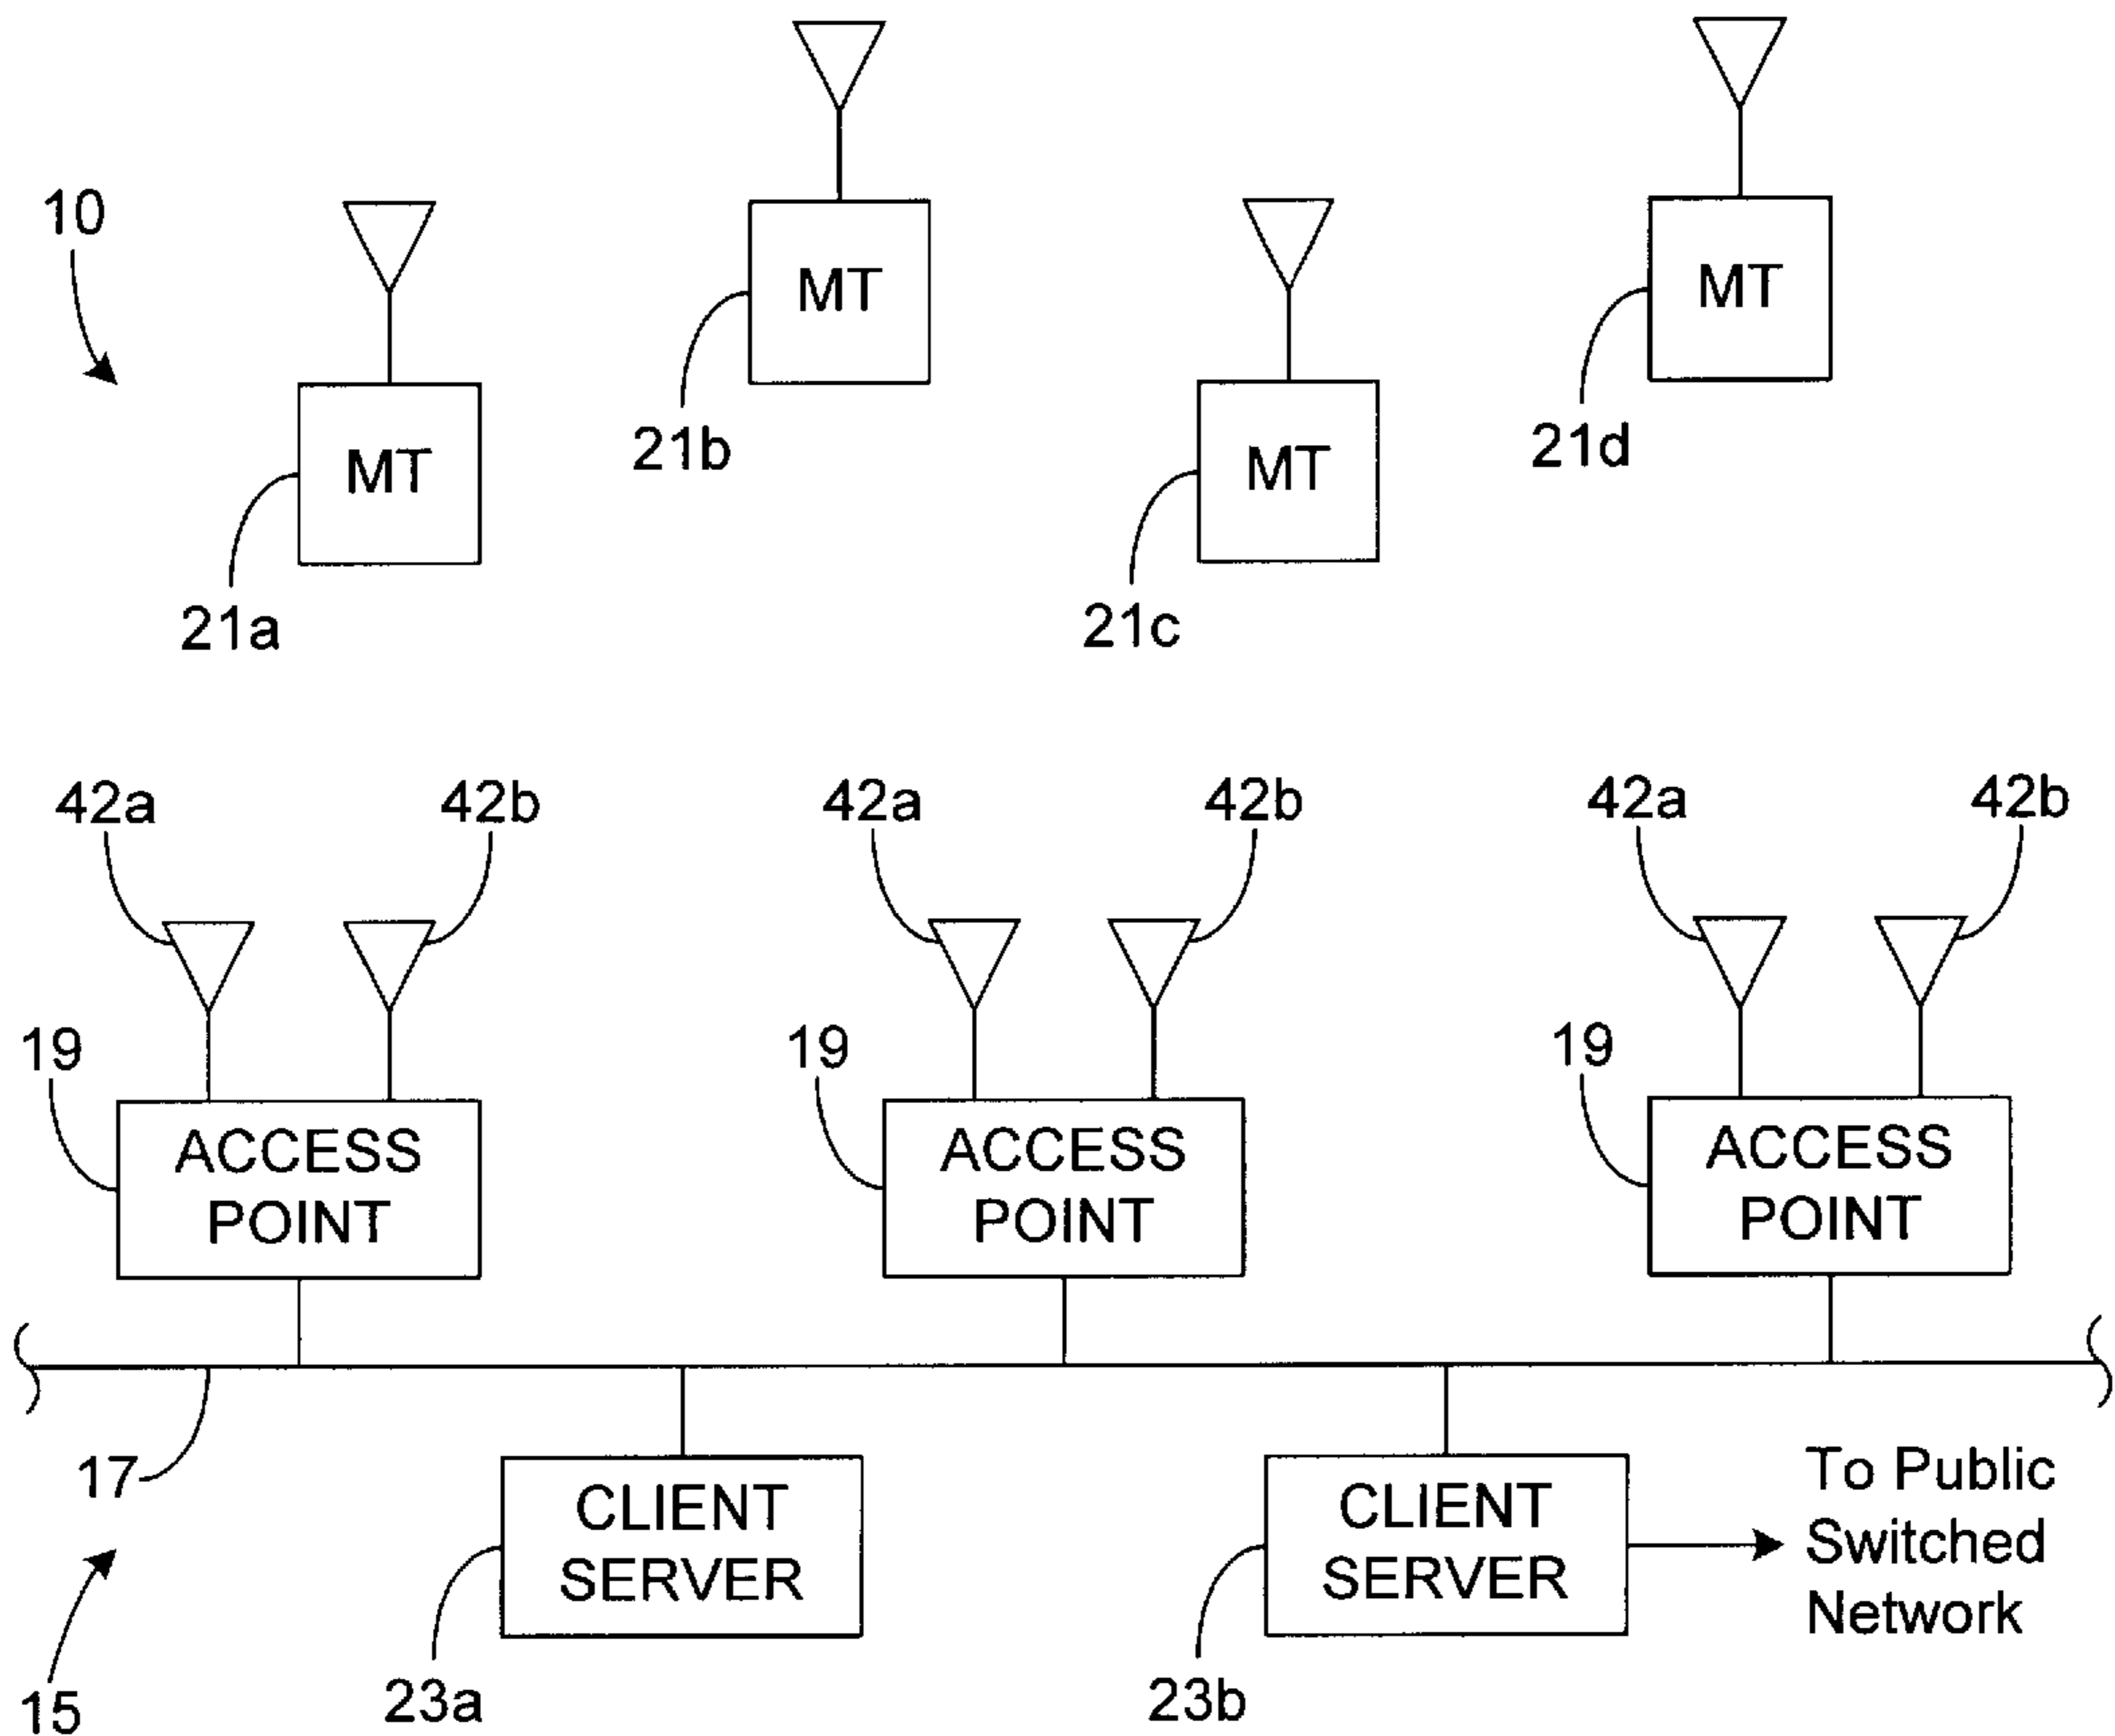 10
MT
MT
MT
MT
21a
21b
21c
21d
42a
42b
42a
42b
42a
42b
19
19
19
ACCESS
POINT
ACCESS
POINT
ACCESS
POINT
17
CLIENT
SERVER
CLIENT
SERVER
To Public
Switched
Network
15
23a
23b